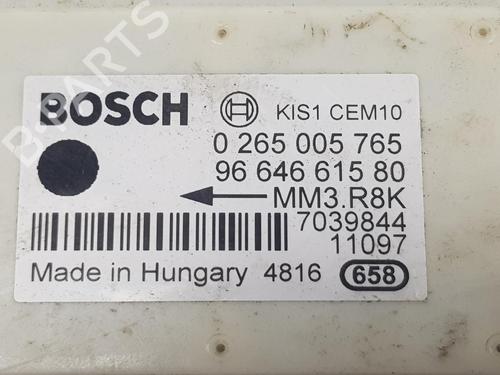 B-PARTS
BOSCH KIS1 CEM10
0 265 005 765
96 646 615 80
MM3.R8K
7039844
11097
Made in Hungary 4816 658